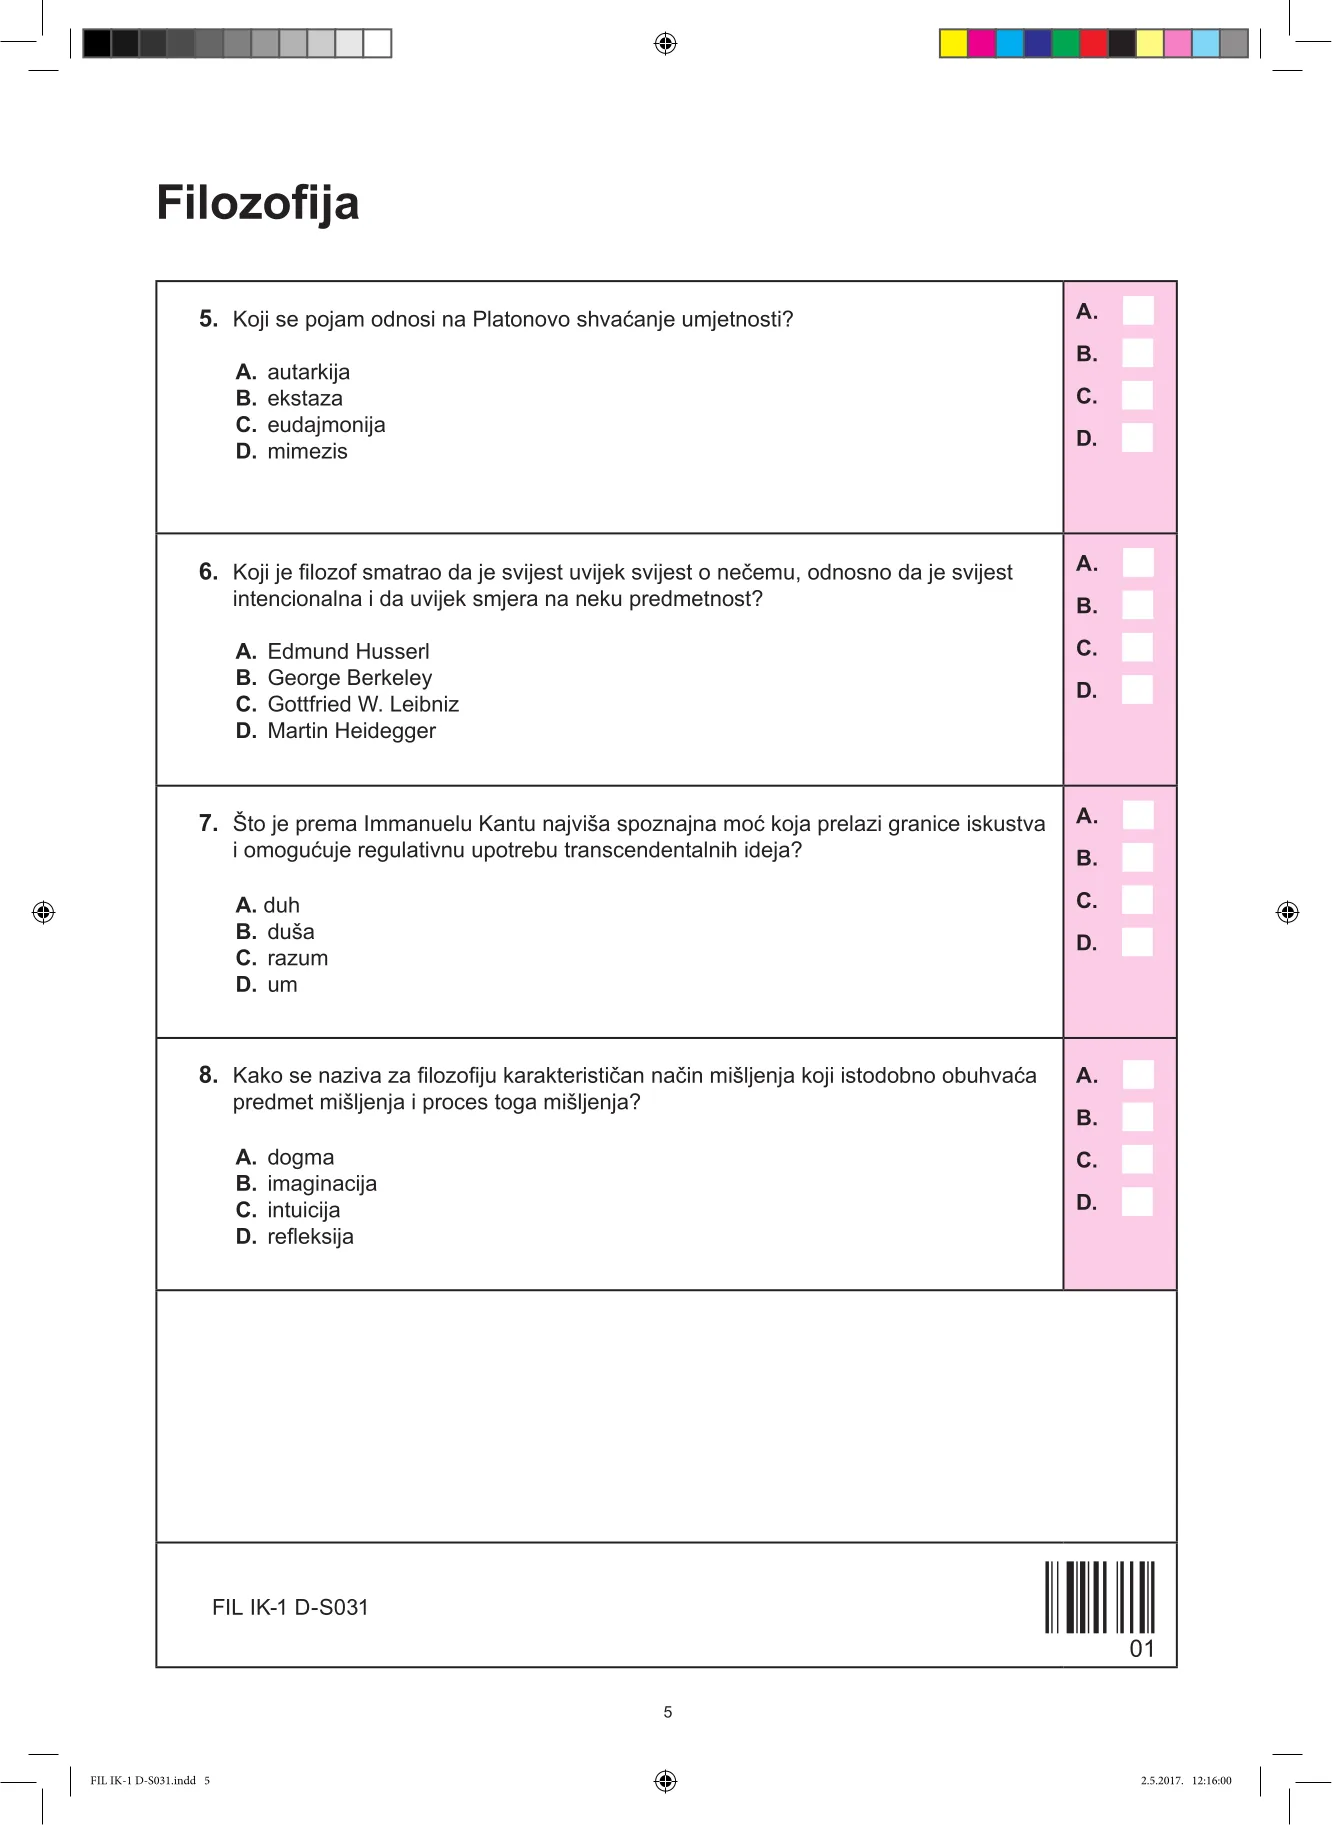 Filozofija
5. Koji se pojam odnosi na Platonovo shvaćanje umjetnosti?
A. autarkija
B. ekstaza
C. eudajmonija
D. mimezis
A.
B.
C.
D.
6. Koji je filozof smatrao da je svijest uvijek svijest o nečemu, odnosno da je svijest
intencionalna i da uvijek smjera na neku predmetnost?
A. Edmund Husserl
B. George Berkeley
C. Gottfried W. Leibniz
D. Martin Heidegger
A.
B.
C.
D.
7. Što je prema Immanuelu Kantu najviša spoznajna moć koja prelazi granice iskustva
i omogućuje regulativnu upotrebu transcendentalnih ideja?
A. duh
B. duša
C. razum
D. um
A.
B.
C.
D.
8. Kako se naziva za filozofiju karakterističan način mišljenja koji istodobno obuhvaća
predmet mišljenja i proces toga mišljenja?
A. dogma
B. imaginacija
C. intuicija
D. refleksija
A.
B.
C.
D.
FIL IK-1 D-S031
01
5
FIL IK-1 D-S031.indd 5
2.5.2017. 12:16:00